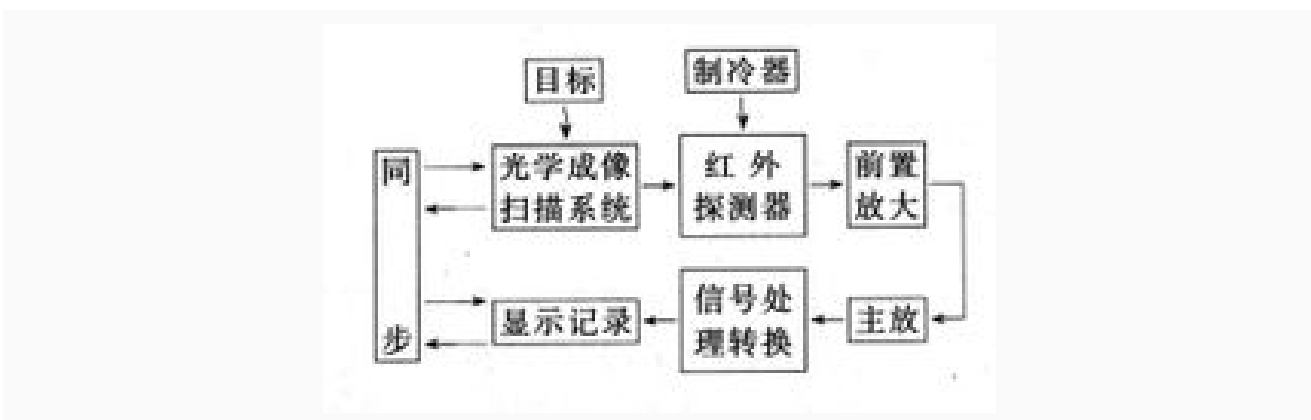 目标
制冷器
同
步
光学成像
扫描系统
红外
探测器
前置
放大
显示记录
信号处
理转换
主放